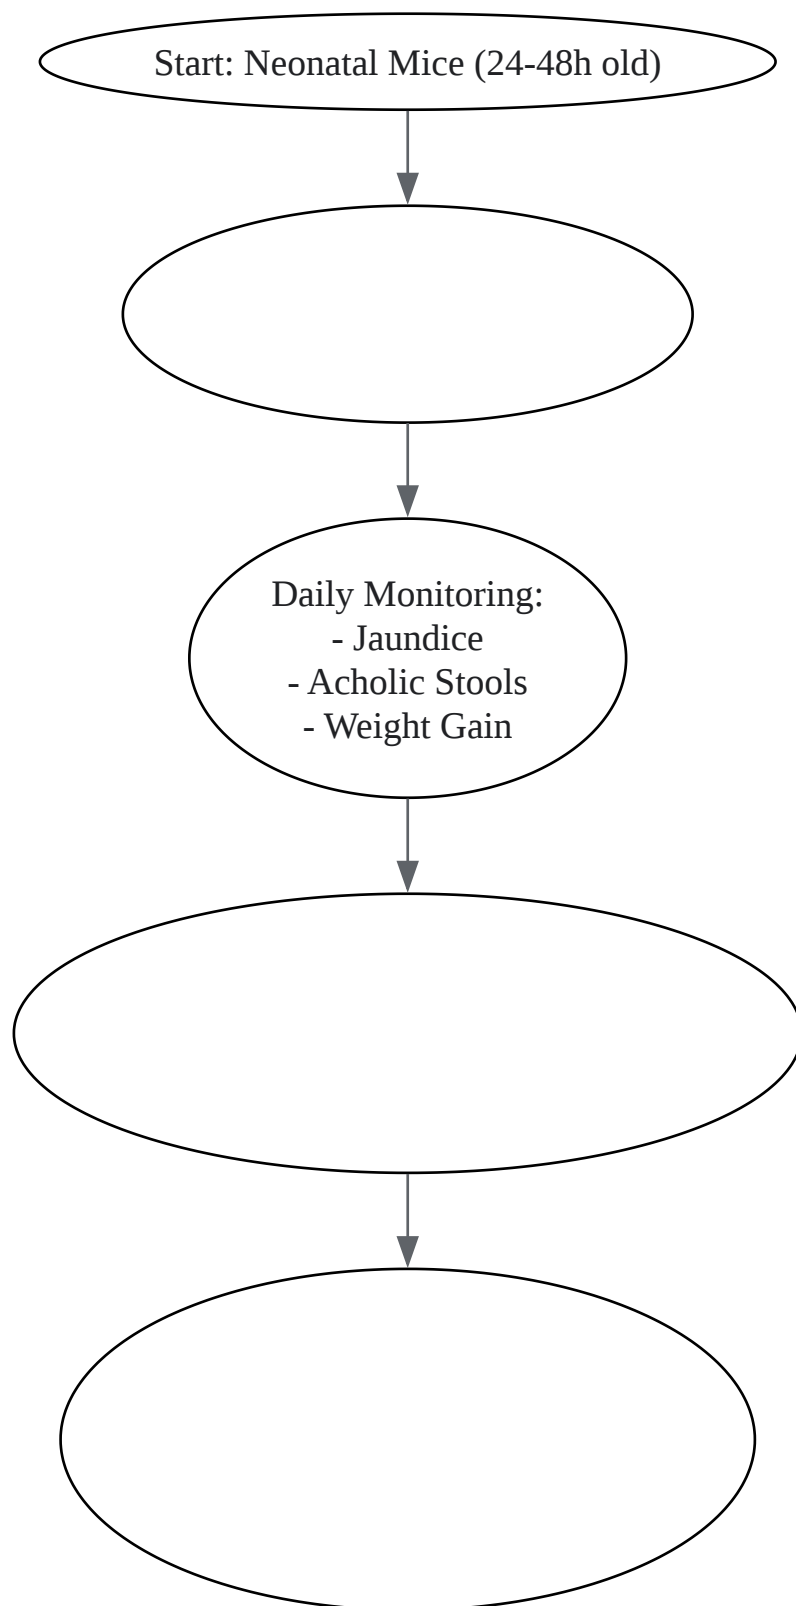 Start: Neonatal Mice (24-48h old)
Daily Monitoring:
- Jaundice
- Acholic Stools
- Weight Gain